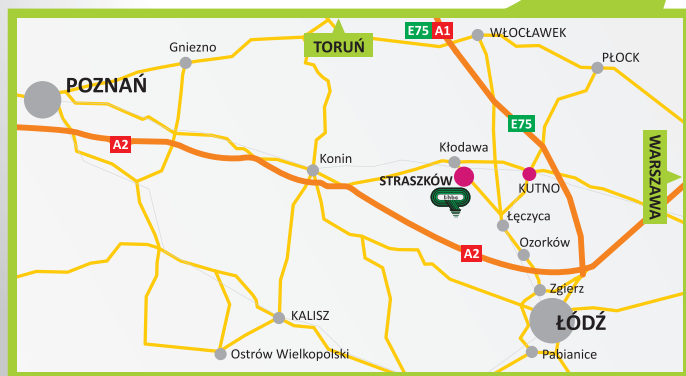 E75 A1
WŁOCŁAWEK
TORUŃ
Gniezno
PŁOCK
POZNAŃ
E75
A2
Kłodawa
Konin
STRASZKÓW
KUTNO
WARSZAWA
Łęczyca
Ozorków
A2
Zgierz
KALISZ
ŁÓDŹ
Ostrów Wielkopolski
Pabianice